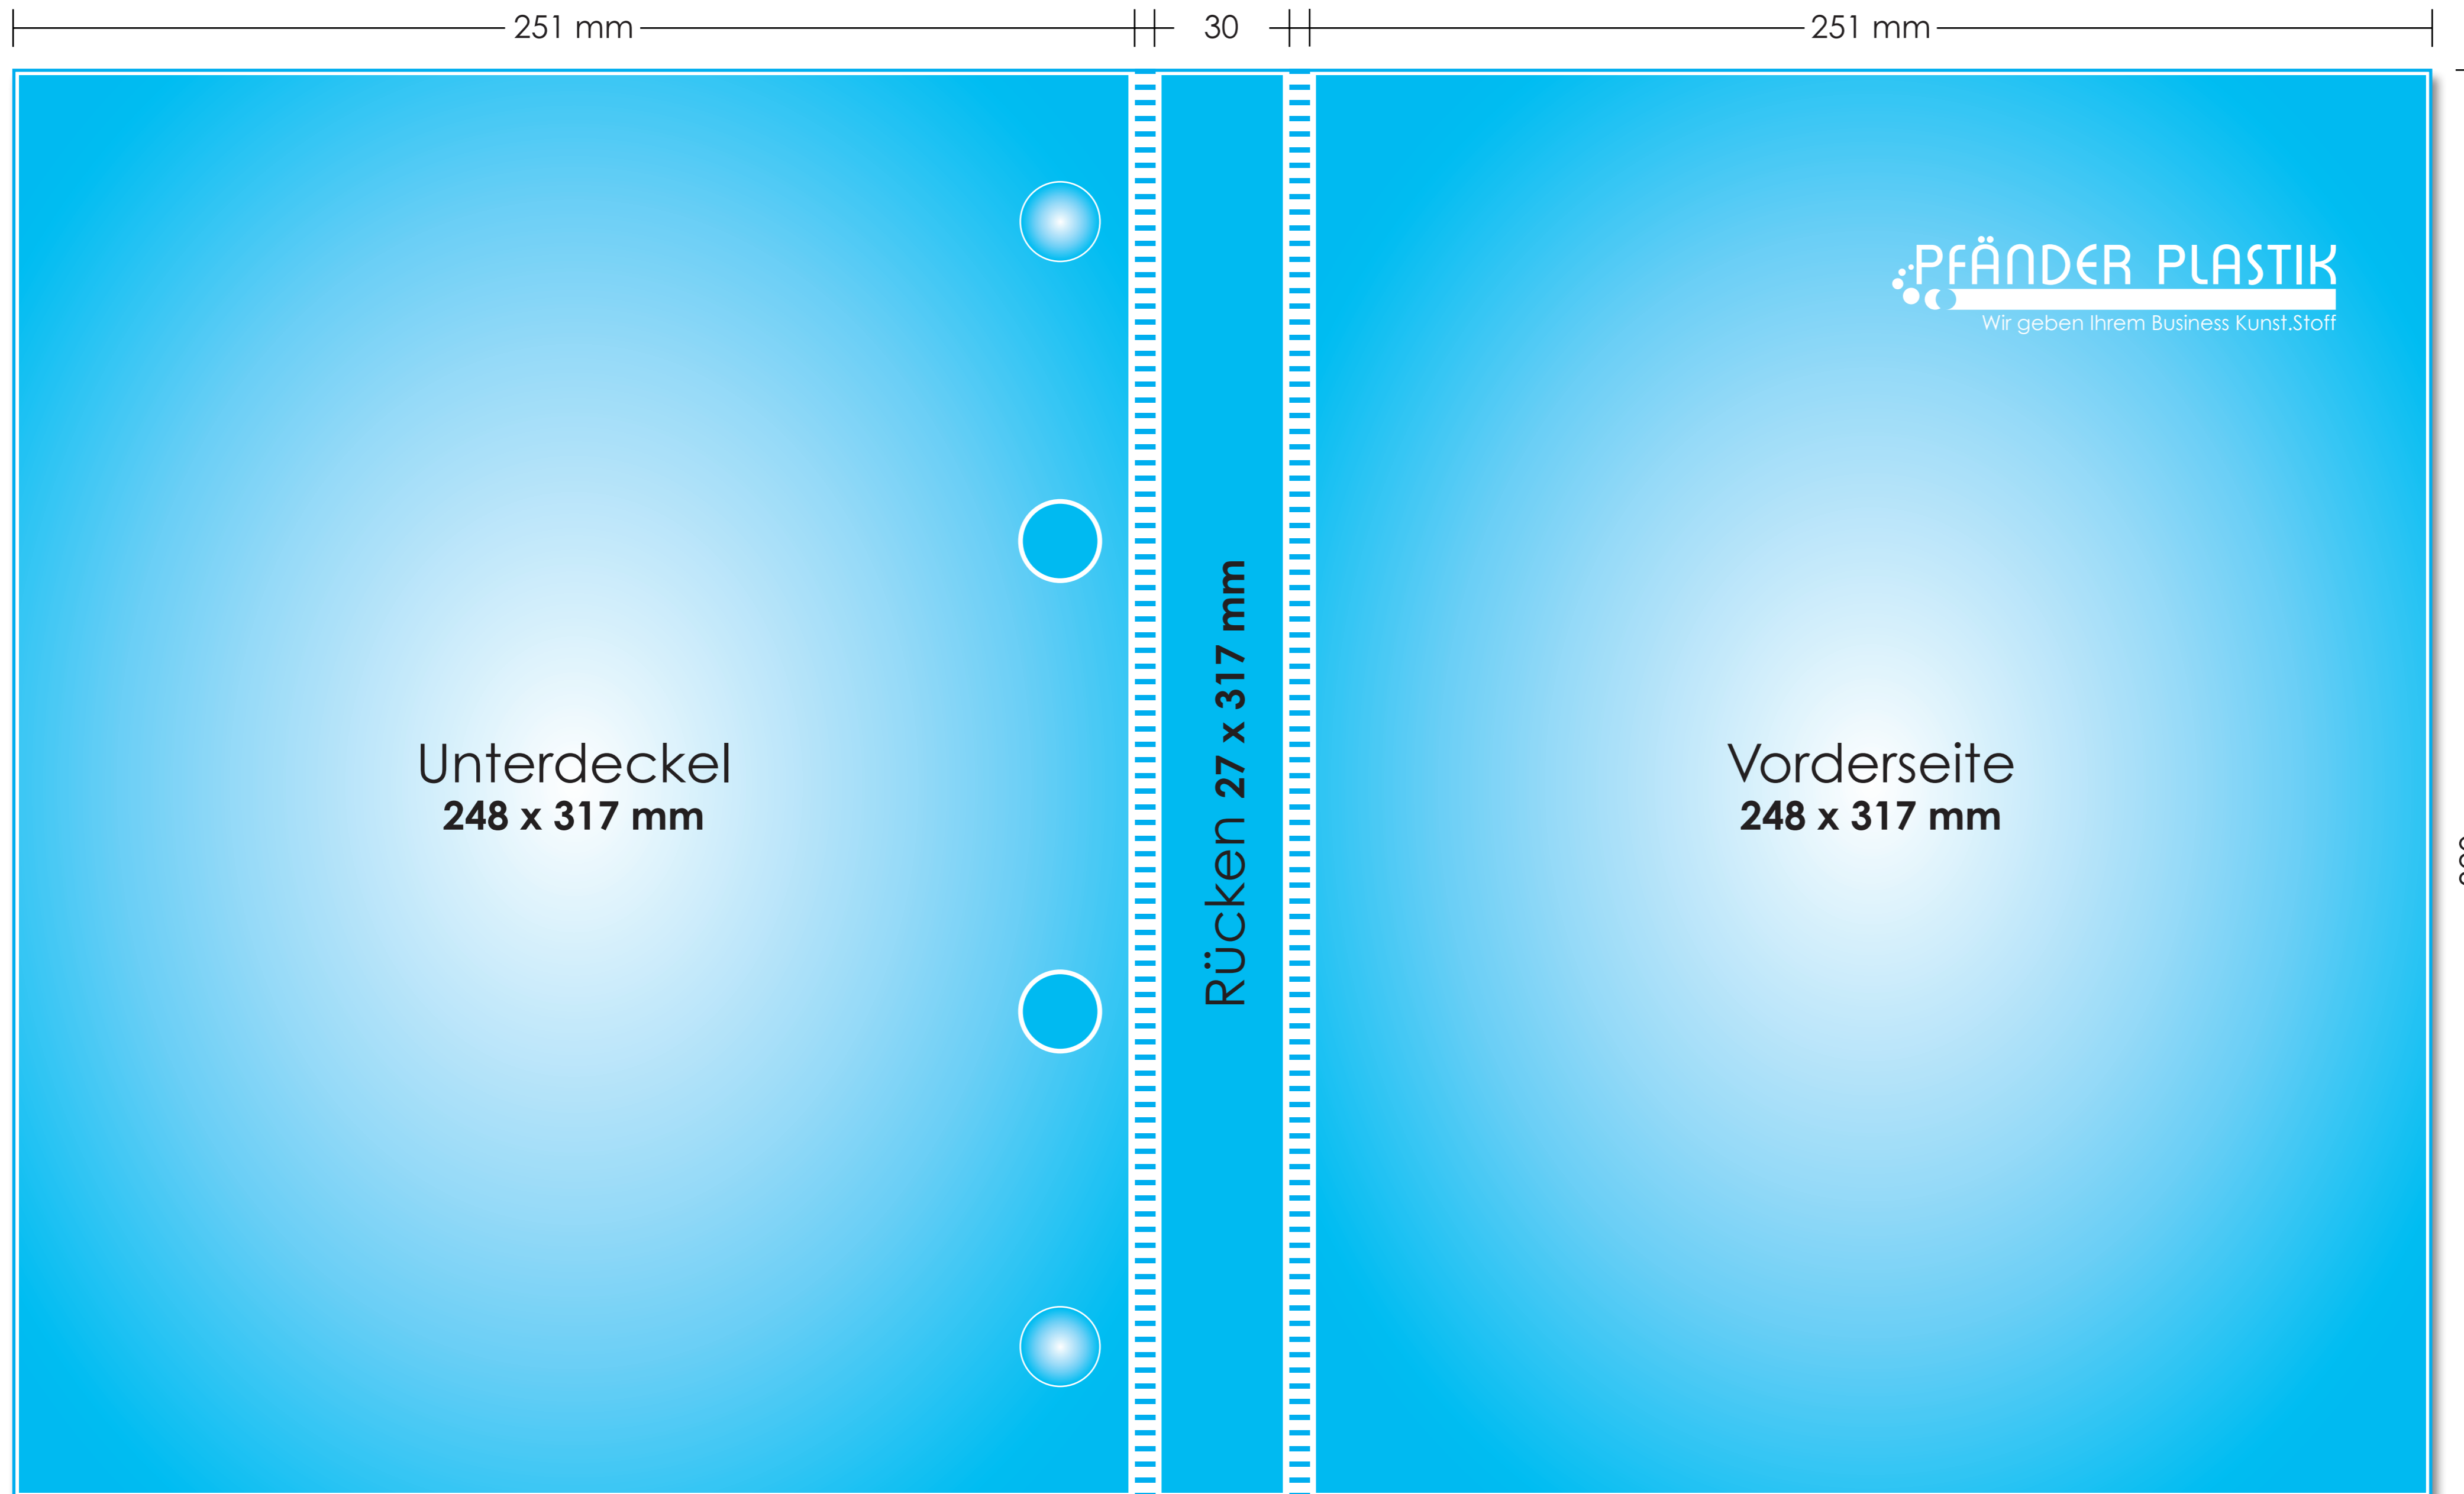 251 mm
30
251 mm
PFÄNDER PLASTIK
Wir geben Ihrem Business Kunst.Stoff
Unterdeckel
248 x 317 mm
Rücken 27 x 317 mm
Vorderseite
248 x 317 mm